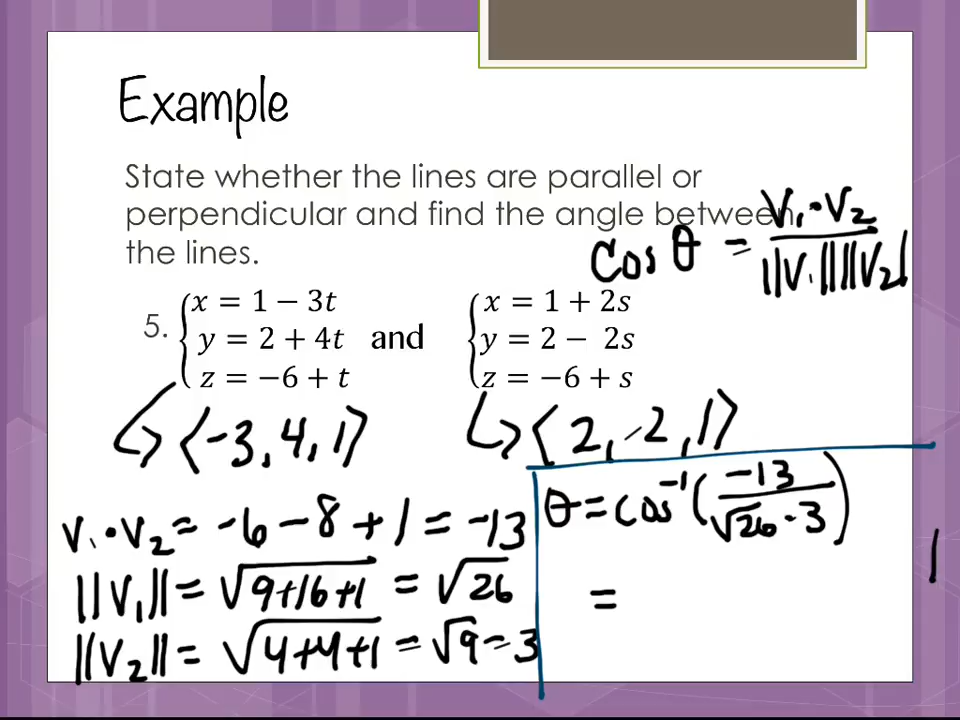 Example
State whether the lines are parallel or
perpendicular and find the angle between
the lines.
cos θ = V₁·V₂ / ||V₁|| ||V₂||
5. { x = 1 − 3t
y = 2 + 4t
z = −6 + t
and
{ x = 1 + 2s
y = 2 − 2s
z = −6 + s
↳ ⟨-3, 4, 1⟩
↳ ⟨2, -2, 1⟩
V₁·V₂ = -6 - 8 + 1 = -13
||V₁|| = √(9+16+1) = √26
||V₂|| = √(4+4+1) = √9 = 3
θ = cos⁻¹(-13 / √26·3)
=